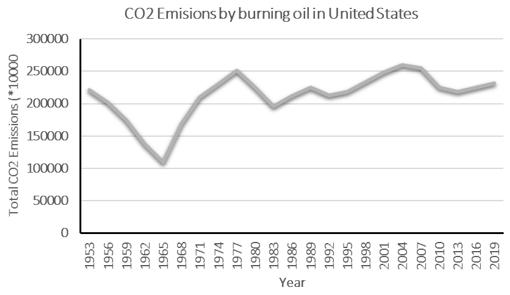 CO2 Emisions by burning oil in United States
Total CO2 Emissions (*10000
300000
250000
200000
150000
100000
50000
0
1953 1956 1959 1962 1965 1968 1971 1974 1977 1980 1983 1986 1989 1992 1995 1998 2001 2004 2007 2010 2013 2016 2019
Year